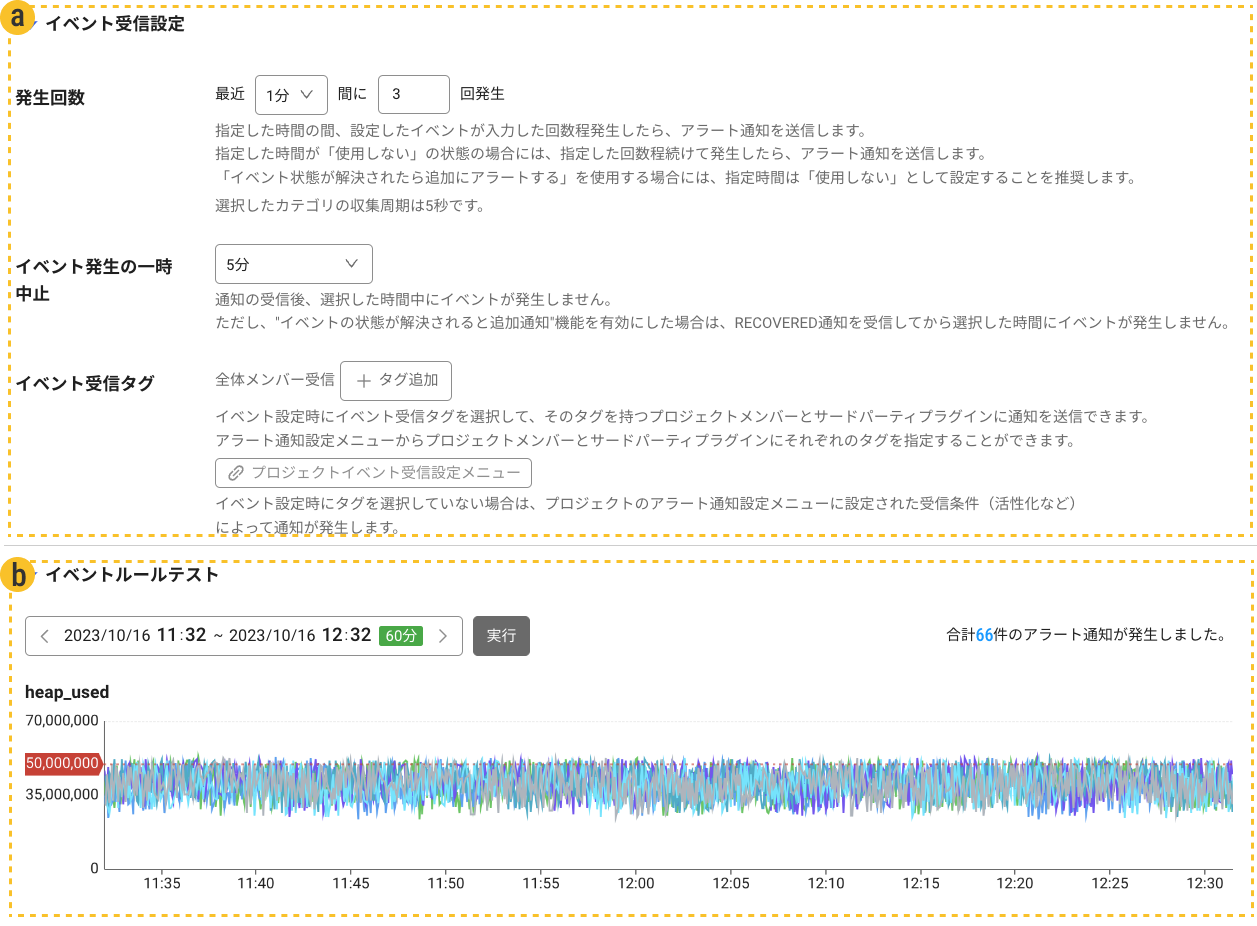 a
イベント受信設定
発生回数
最近 1分 間に 3 回発生
指定した時間の間、設定したイベントが入力した回数程発生したら、アラート通知を送信します。
指定した時間が「使用しない」の状態の場合には、指定した回数程続けて発生したら、アラート通知を送信します。
「イベント状態が解決されたら追加にアラートする」を使用する場合には、指定時間は「使用しない」として設定することを推奨します。
選択したカテゴリの収集周期は5秒です。
イベント発生の一時
中止
5分
通知の受信後、選択した時間中にイベントが発生しません。
ただし、"イベントの状態が解決されると追加通知"機能を有効にした場合は、RECOVERED通知を受信してから選択した時間にイベントが発生しません。
イベント受信タグ
全体メンバー受信 + タグ追加
イベント設定時にイベント受信タグを選択して、そのタグを持つプロジェクトメンバーとサードパーティプラグインに通知を送信できます。
アラート通知設定メニューからプロジェクトメンバーとサードパーティプラグインにそれぞれのタグを指定することができます。
プロジェクトイベント受信設定メニュー
イベント設定時にタグを選択していない場合は、プロジェクトのアラート通知設定メニューに設定された受信条件（活性化など）
によって通知が発生します。
b
イベントルールテスト
2023/10/16 11:32 ~ 2023/10/16 12:32 60分
実行
合計66件のアラート通知が発生しました。
heap_used
70,000,000
50,000,000
35,000,000
0
11:35 11:40 11:45 11:50 11:55 12:00 12:05 12:10 12:15 12:20 12:25 12:30